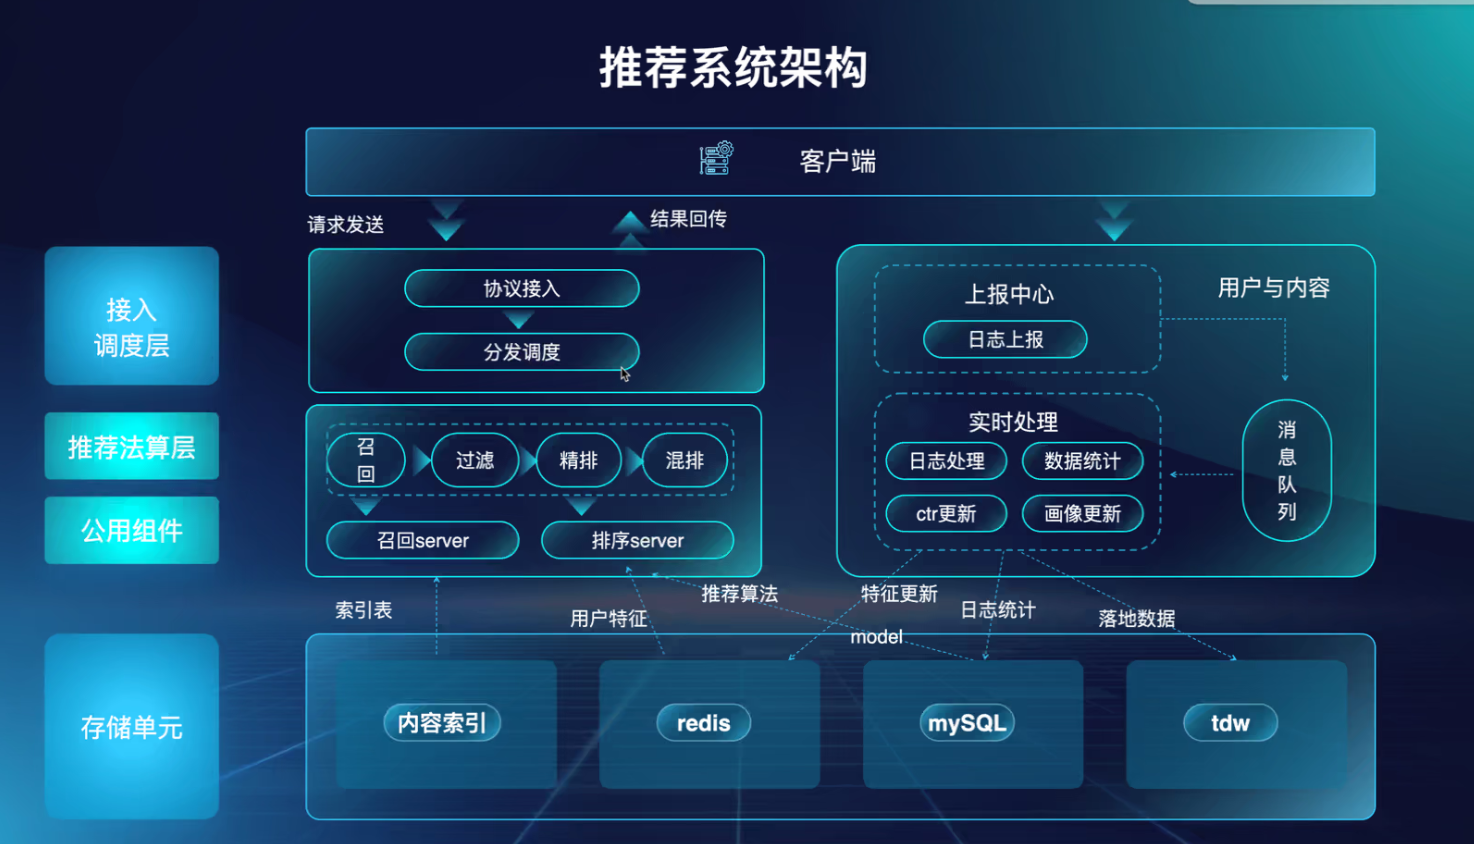 推荐系统架构
客户端
请求发送
结果回传
接入
调度层
协议接入
分发调度
上报中心
日志上报
用户与内容
推荐法算层
召
回
过滤
精排
混排
实时处理
日志处理
数据统计
ctr更新
画像更新
消
息
队
列
公用组件
召回server
排序server
索引表
用户特征
推荐算法
特征更新
model
日志统计
落地数据
存储单元
内容索引
redis
mySQL
tdw